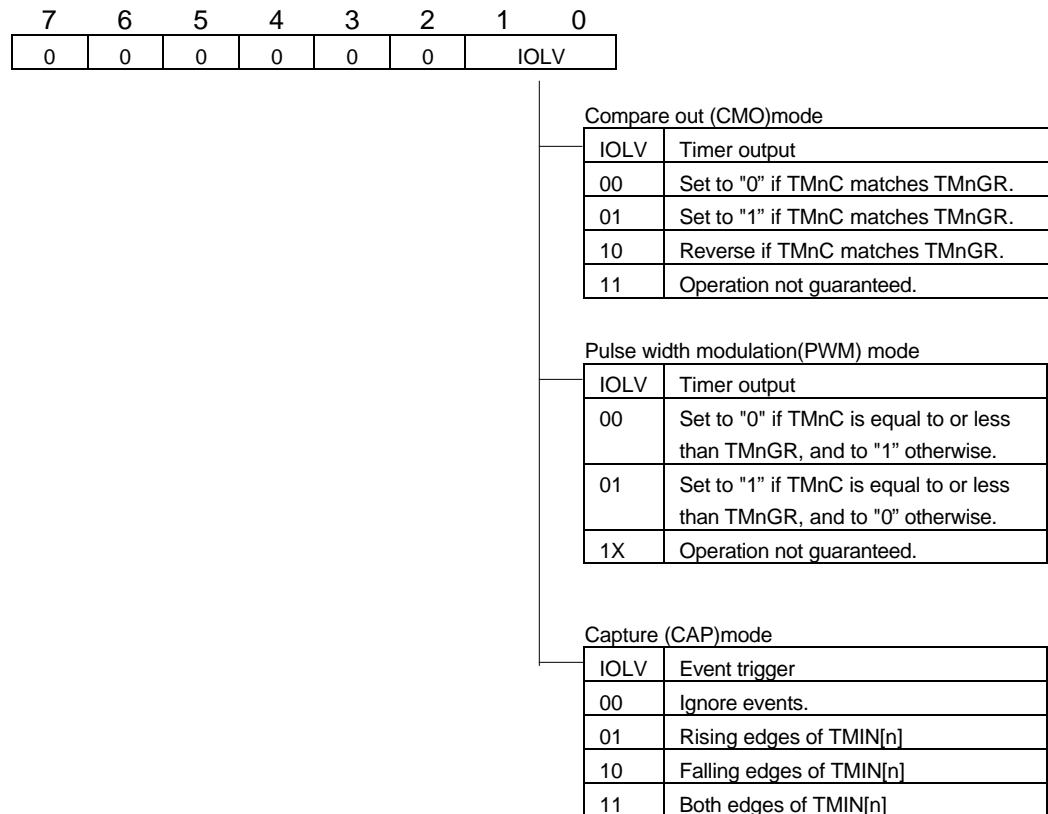 7 6 5 4 3 2 1 0
0 0 0 0 0 0 IOLV
Compare out (CMO)mode
IOLV Timer output
00 Set to "0” if TMnC matches TMnGR.
01 Set to "1” if TMnC matches TMnGR.
10 Reverse if TMnC matches TMnGR.
11 Operation not guaranteed.
Pulse width modulation(PWM) mode
IOLV Timer output
00 Set to "0" if TMnC is equal to or less
than TMnGR, and to "1” otherwise.
01 Set to "1” if TMnC is equal to or less
than TMnGR, and to "0” otherwise.
1X Operation not guaranteed.
Capture (CAP)mode
IOLV Event trigger
00 Ignore events.
01 Rising edges of TMIN[n]
10 Falling edges of TMIN[n]
11 Both edges of TMIN[n]